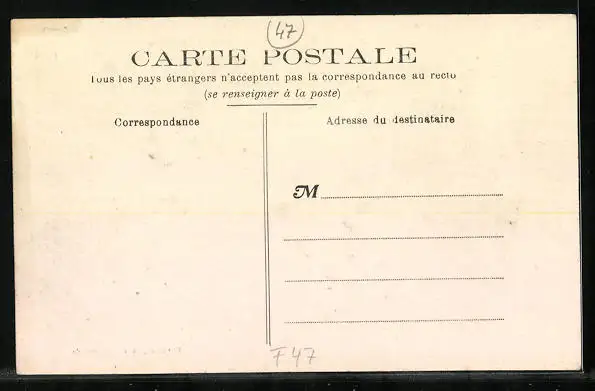 47
CARTE POSTALE
Tous les pays étrangers n'acceptent pas la correspondance au recto
(se renseigner à la poste)
Correspondance
Adresse du destinataire
M
F47